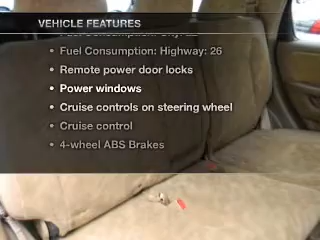 VEHICLE FEATURES
• Fuel Consumption: Highway: 26
• Remote power door locks
• Power windows
• Cruise controls on steering wheel
• Cruise control
• 4-wheel ABS Brakes